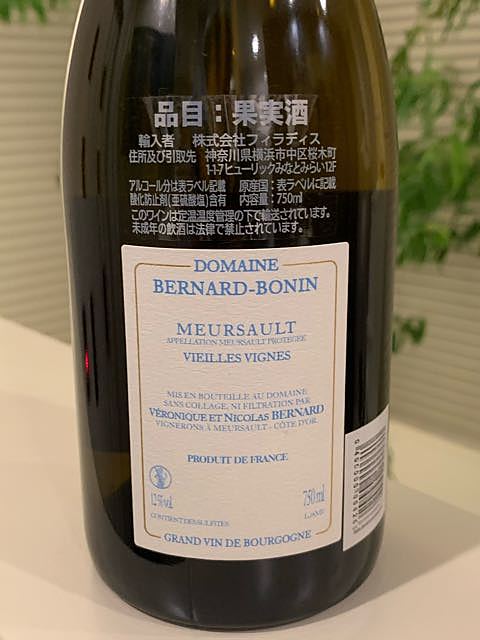 品目：果実酒
輸入者　株式会社フィラディス
住所及び引取先　神奈川県横浜市中区桜木町
1-1-7ヒューリックみなとみらい12F
アルコール分は表ラベルに記載　原産国：表ラベルに記載
酸化防止剤(亜硫酸塩)含有　内容量：750ml
このワインは定温温度管理の下で輸送されています。
未成年の飲酒は法律で禁止されています。
DOMAINE
BERNARD-BONIN
MEURSAULT
APPELLATION MEURSAULT PROTÉGÉE
VIEILLES VIGNES
MIS EN BOUTEILLE AU DOMAINE
SANS COLLAGE, NI FILTRATION PAR
VÉRONIQUE ET NICOLAS BERNARD
VIGNERONS À MEURSAULT - CÔTE D'OR.
PRODUIT DE FRANCE
750 ml
CONTIENT DES SULFITES
GRAND VIN DE BOURGOGNE